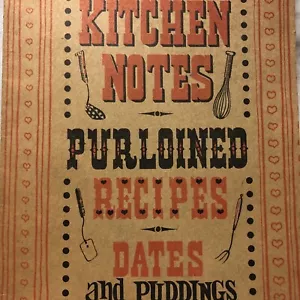 KITCHEN
NOTES
PURLOINED
RECIPES
DATES
and PUDDINGS